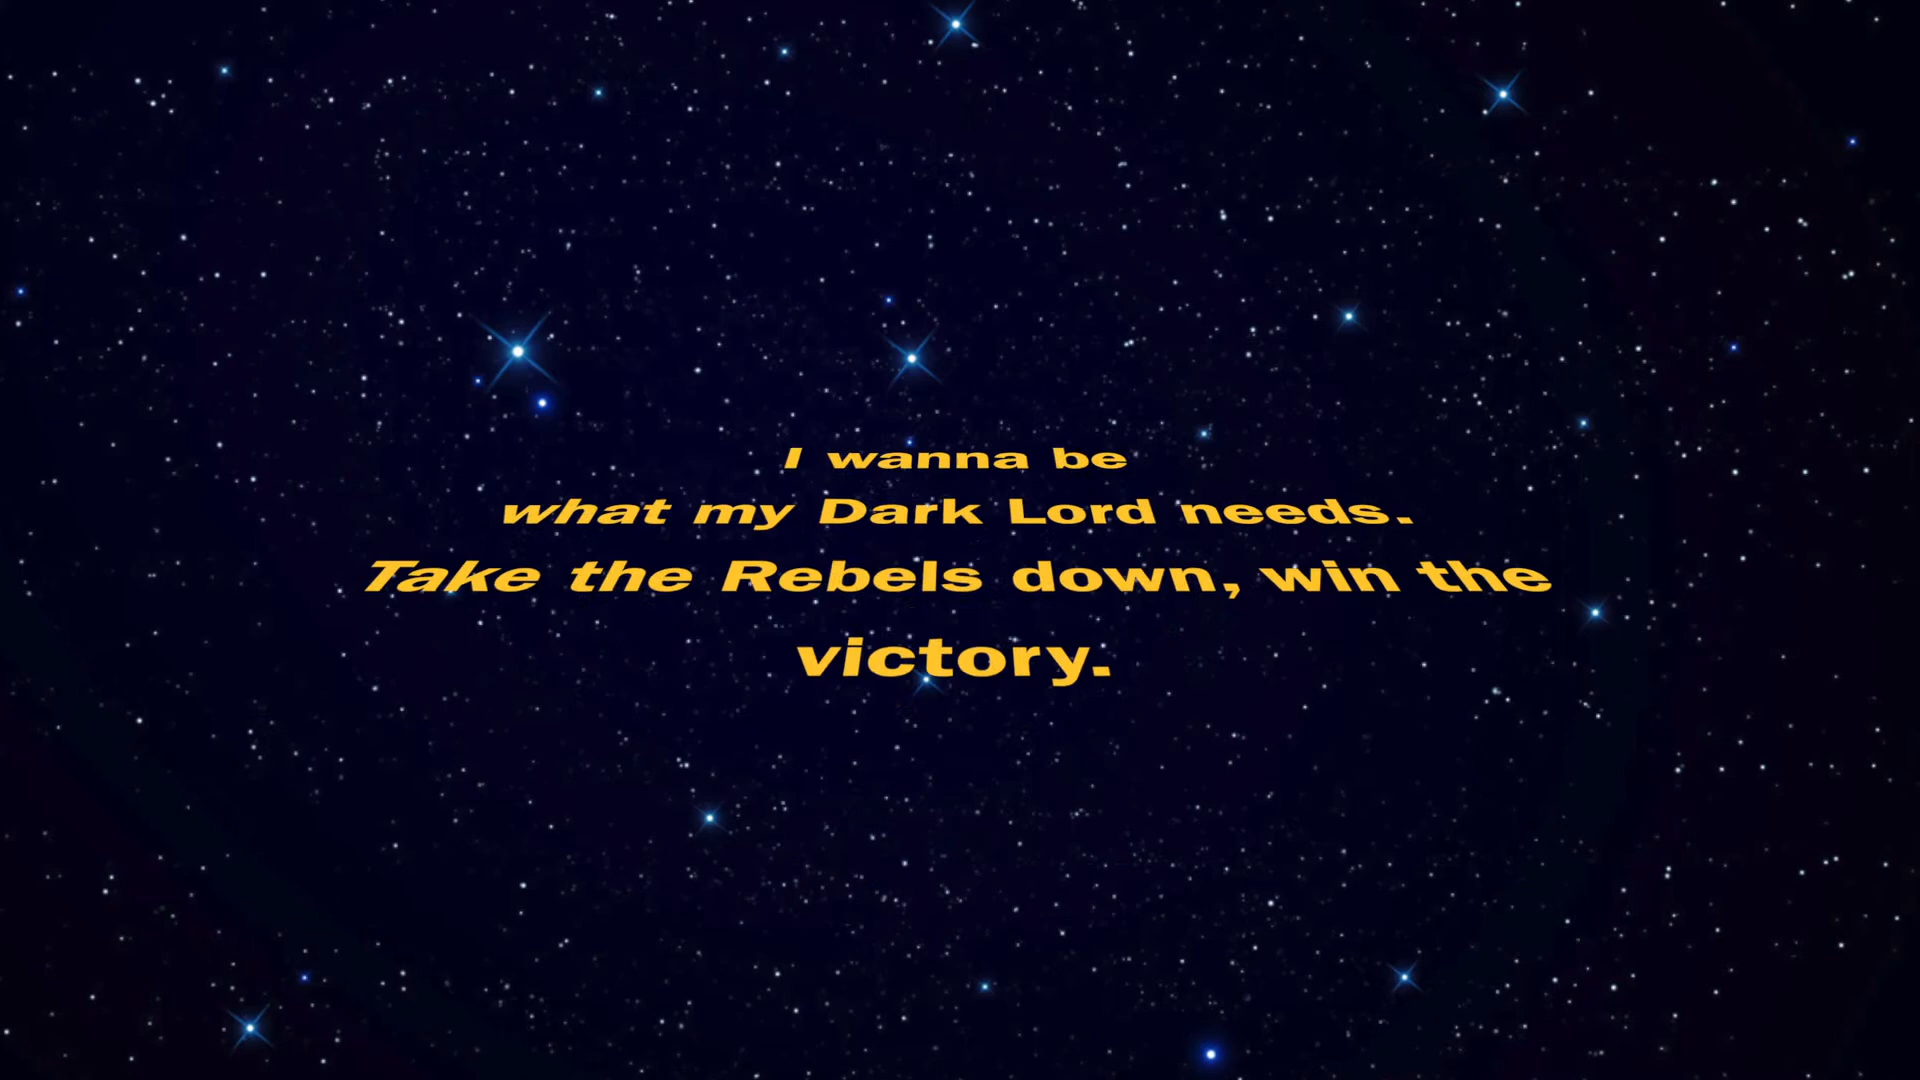 I wanna be
what my Dark Lord needs.
Take the Rebels down, win the
victory.